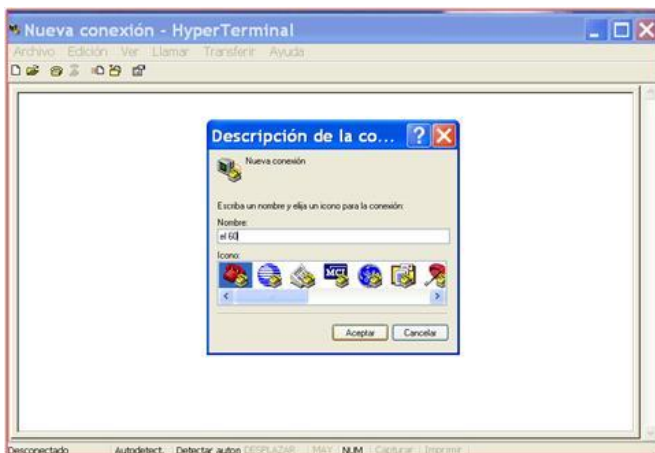 Nueva conexión - HyperTerminal
Archivo Edición Ver Llamar Transferir Ayuda
Descripción de la co...
Nueva conexión
Escriba un nombre y elija un icono para la conexión:
Nombre:
el 60
Icono:
MCI
Aceptar Cancelar
Desconectado Autodetect. Detectar auton DESPLAZAR MAY NUM Capturar Imprimir